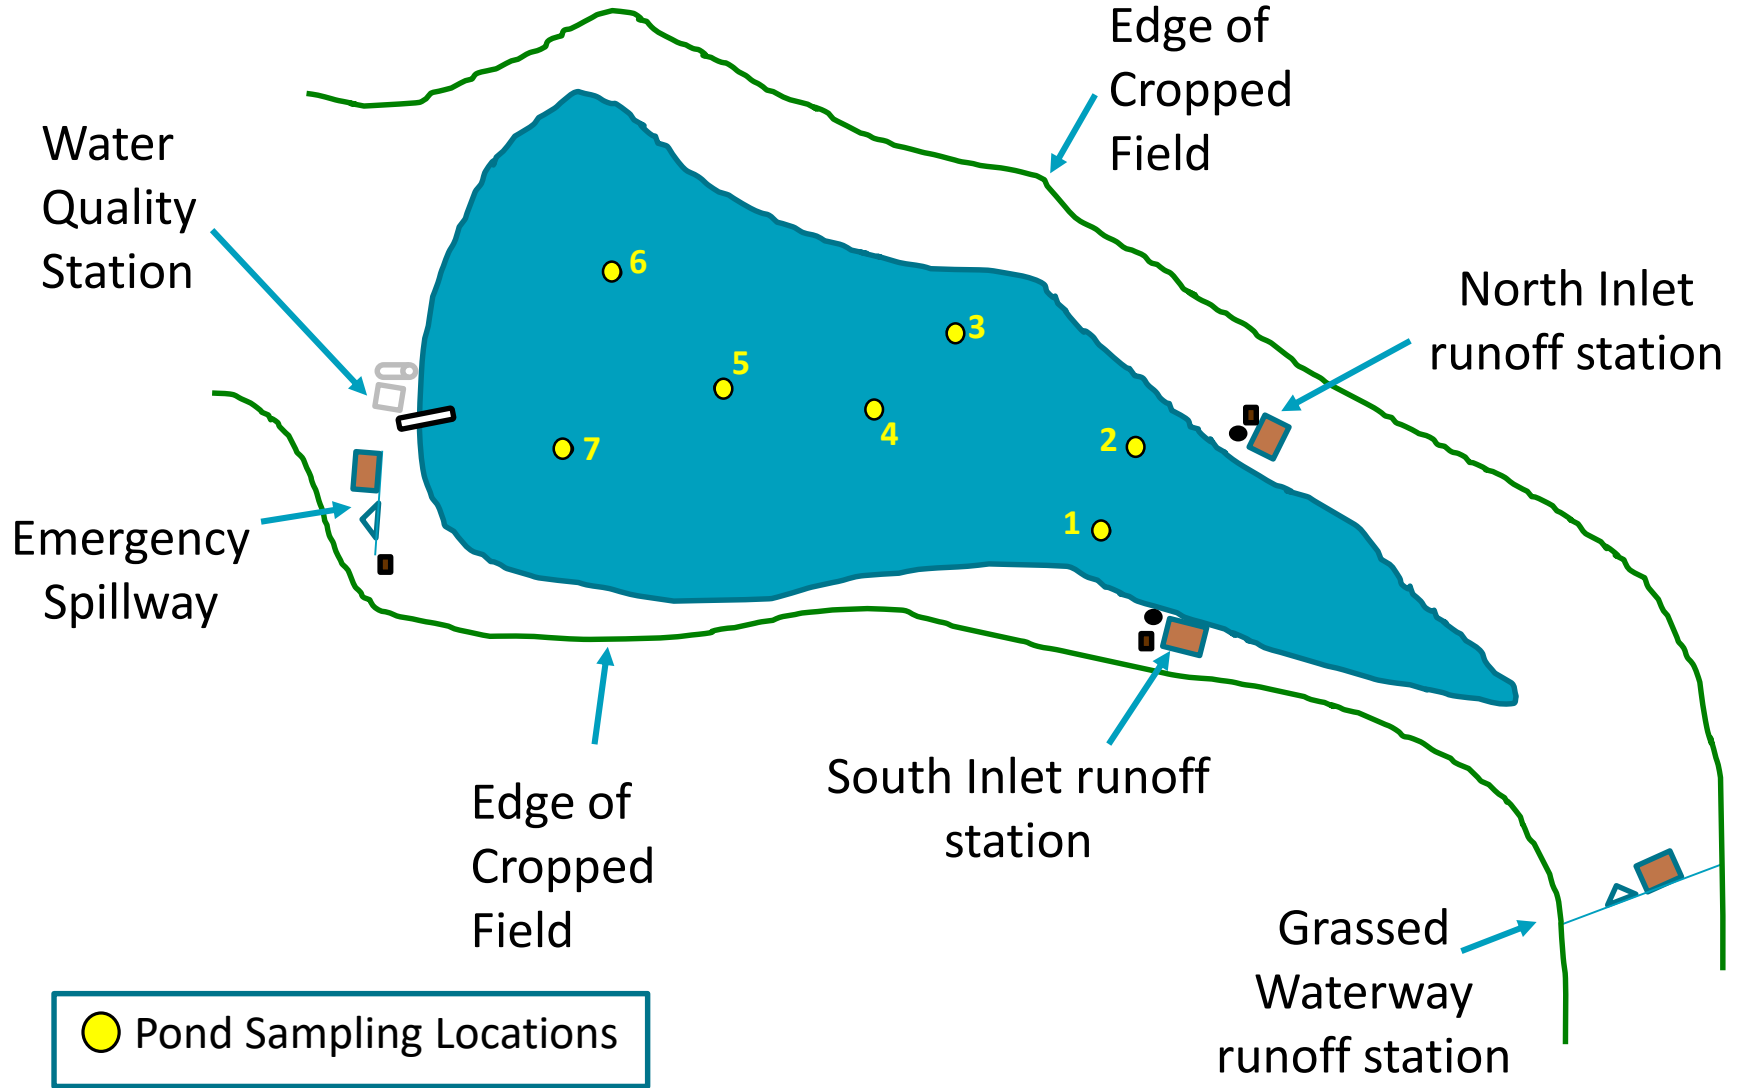 Edge of
Cropped
Field
Water
Quality
Station
6
3
North Inlet
runoff station
5
4
2
7
1
Emergency
Spillway
South Inlet runoff
station
Edge of
Cropped
Field
Grassed
Waterway
runoff station
Pond Sampling Locations